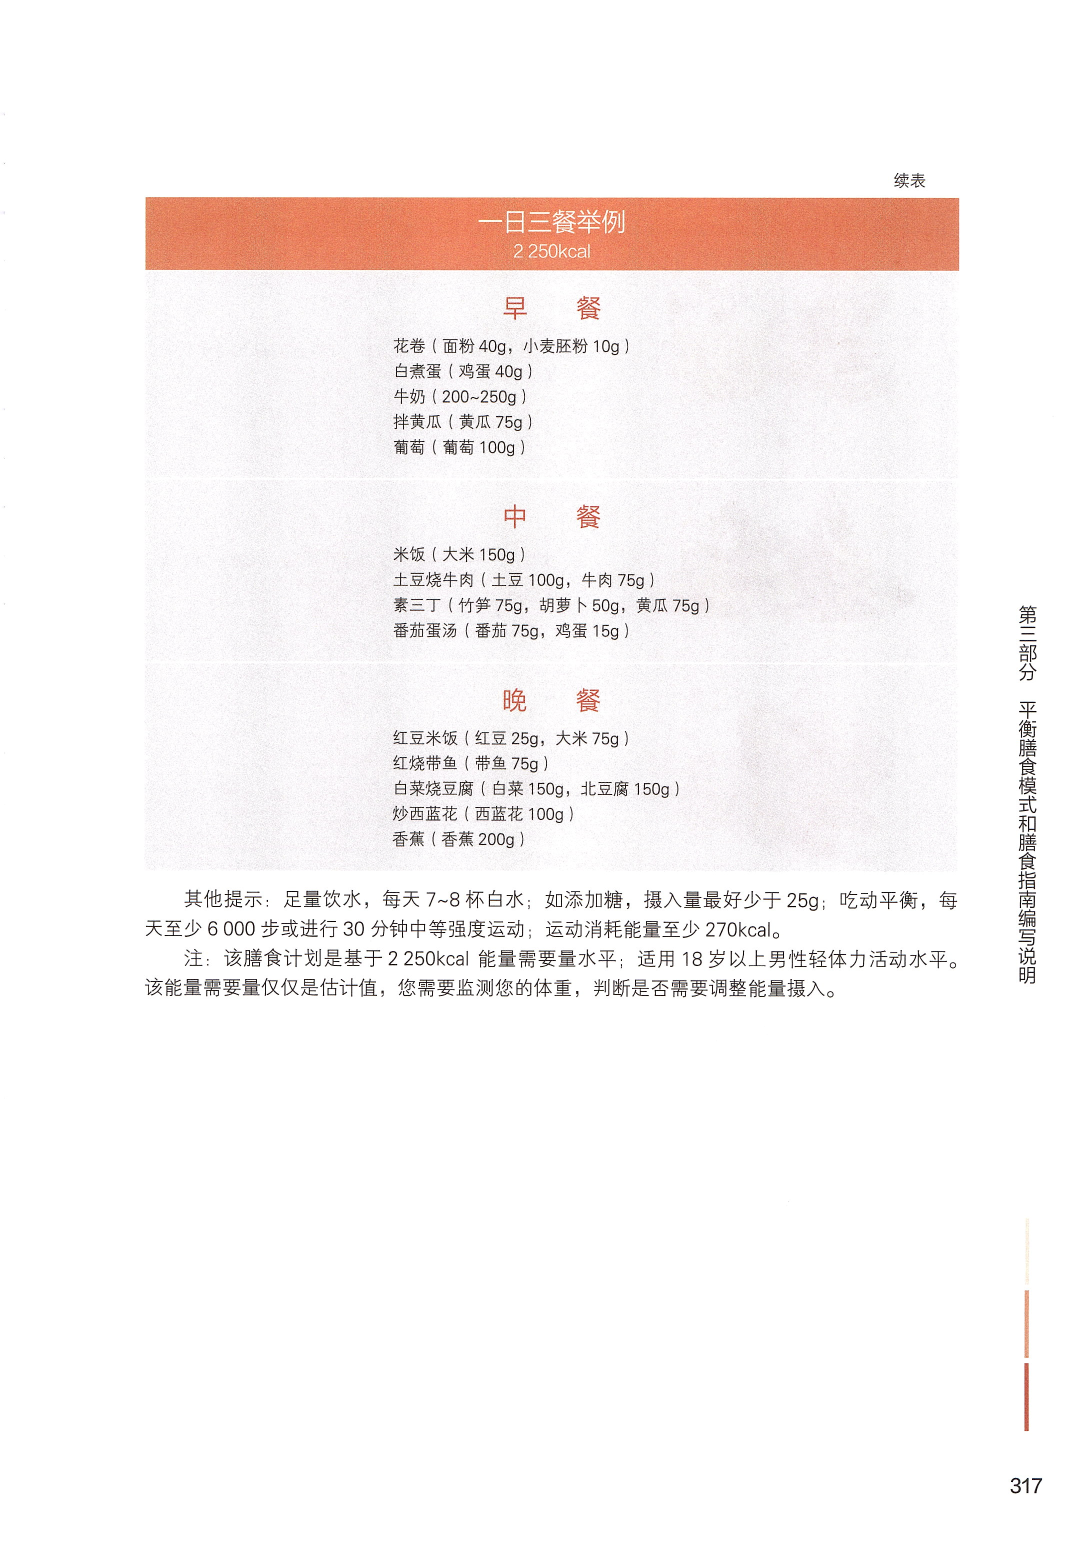 续表
一日三餐举例
2 250kcal
早 餐
花卷（面粉 40g，小麦胚粉 10g）
白煮蛋（鸡蛋 40g）
牛奶（200~250g）
拌黄瓜（黄瓜 75g）
葡萄（葡萄 100g）
中 餐
米饭（大米 150g）
土豆烧牛肉（土豆 100g，牛肉 75g）
素三丁（竹笋 75g，胡萝卜 50g，黄瓜 75g）
番茄蛋汤（番茄 75g，鸡蛋 15g）
晚 餐
红豆米饭（红豆 25g，大米 75g）
红烧带鱼（带鱼 75g）
白菜烧豆腐（白菜 150g，北豆腐 150g）
炒西蓝花（西蓝花 100g）
香蕉（香蕉 200g）
其他提示：足量饮水，每天 7~8 杯白水；如添加糖，摄入量最好少于 25g；吃动平衡，每
天至少 6 000 步或进行 30 分钟中等强度运动；运动消耗能量至少 270kcal。
注：该膳食计划是基于 2 250kcal 能量需要量水平；适用 18 岁以上男性轻体力活动水平。
该能量需要量仅仅是估计值，您需要监测您的体重，判断是否需要调整能量摄入。
第三部分 平衡膳食模式和膳食指南编写说明
317